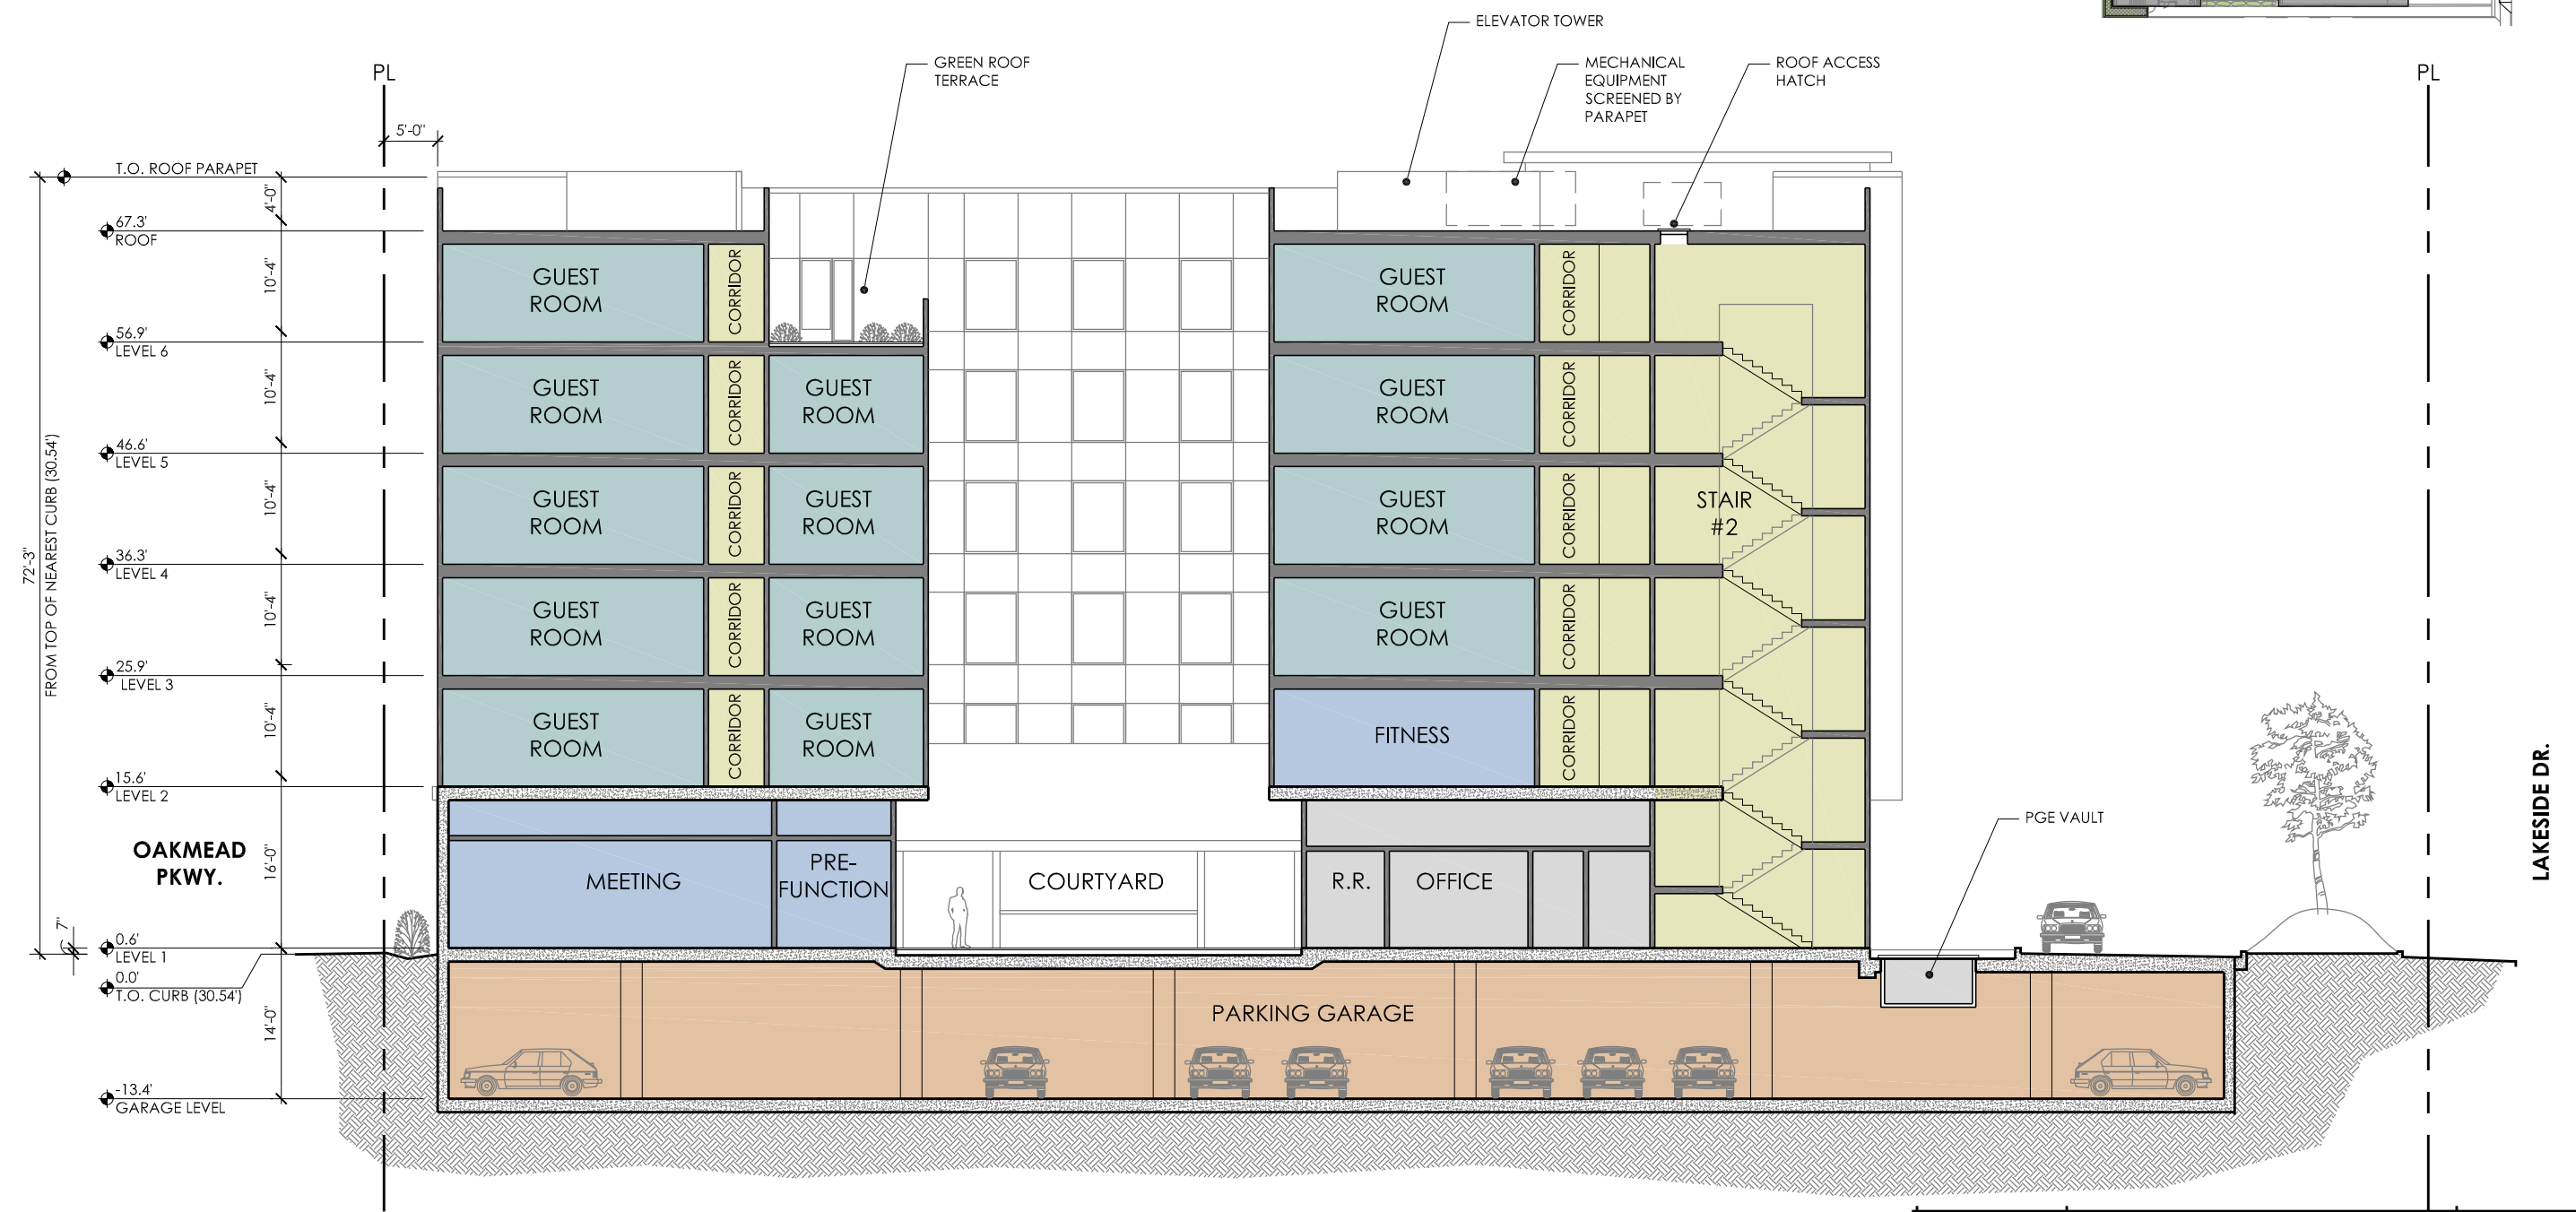 ELEVATOR TOWER
GREEN ROOF
TERRACE
MECHANICAL
EQUIPMENT
SCREENED BY
PARAPET
ROOF ACCESS
HATCH
PL
PL
5'-0"
T.O. ROOF PARAPET
4'-0"
67.3'
ROOF
10'-4"
56.9'
LEVEL 6
10'-4"
46.6'
LEVEL 5
10'-4"
36.3'
LEVEL 4
10'-4"
25.9'
LEVEL 3
10'-4"
15.6'
LEVEL 2
16'-0"
0.6'
LEVEL 1
0.0'
T.O. CURB (30.54')
14'-0"
-13.4'
GARAGE LEVEL
72'-3"
FROM TOP OF NEAREST CURB (30.54')
7"
OAKMEAD
PKWY.
GUEST
ROOM
CORRIDOR
GUEST
ROOM
CORRIDOR
GUEST
ROOM
CORRIDOR
GUEST
ROOM
GUEST
ROOM
CORRIDOR
GUEST
ROOM
CORRIDOR
GUEST
ROOM
GUEST
ROOM
CORRIDOR
STAIR
#2
GUEST
ROOM
CORRIDOR
GUEST
ROOM
GUEST
ROOM
CORRIDOR
GUEST
ROOM
CORRIDOR
GUEST
ROOM
FITNESS
CORRIDOR
MEETING
PRE-
FUNCTION
COURTYARD
R.R.
OFFICE
PGE VAULT
LAKESIDE DR.
PARKING GARAGE